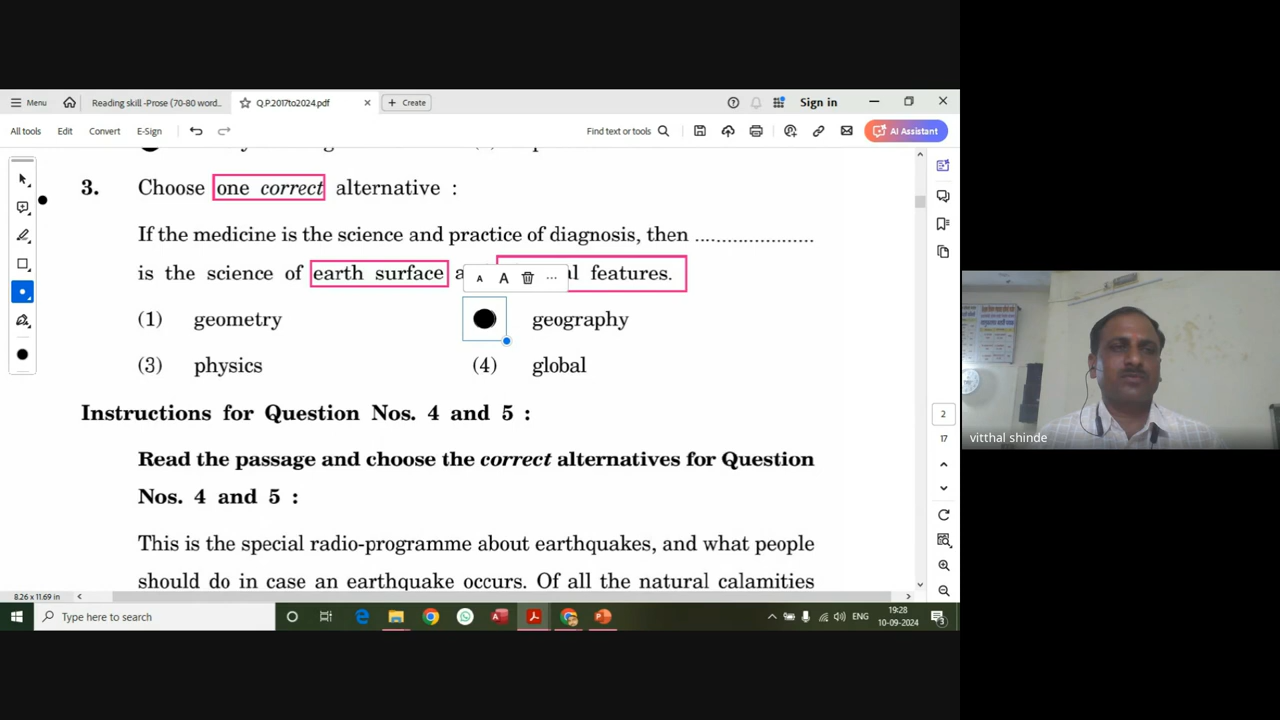 Menu
Reading skill -Prose (70-80 word..
Q.P.2017to2024.pdf
Create
Sign in
All tools Edit Convert E-Sign
Find text or tools
AI Assistant
3. Choose one correct alternative :
If the medicine is the science and practice of diagnosis, then ......................
is the science of earth surface a l features.
A A ...
(1) geometry
geography
(3) physics
(4) global
Instructions for Question Nos. 4 and 5 :
Read the passage and choose the correct alternatives for Question
Nos. 4 and 5 :
This is the special radio-programme about earthquakes, and what people
should do in case an earthquake occurs. Of all the natural calamities
2
17
8.26 x 11.69 in
Type here to search
ENG
19:28
10-09-2024
3
vitthal shinde